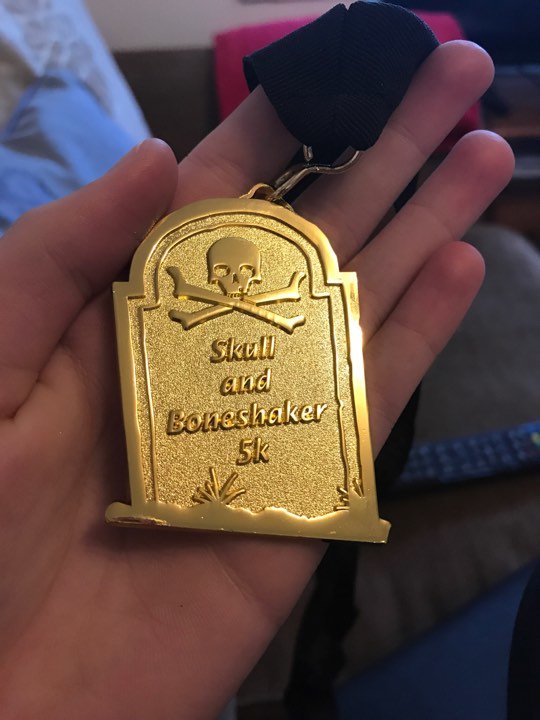 Skull
and
Boneshaker
5k